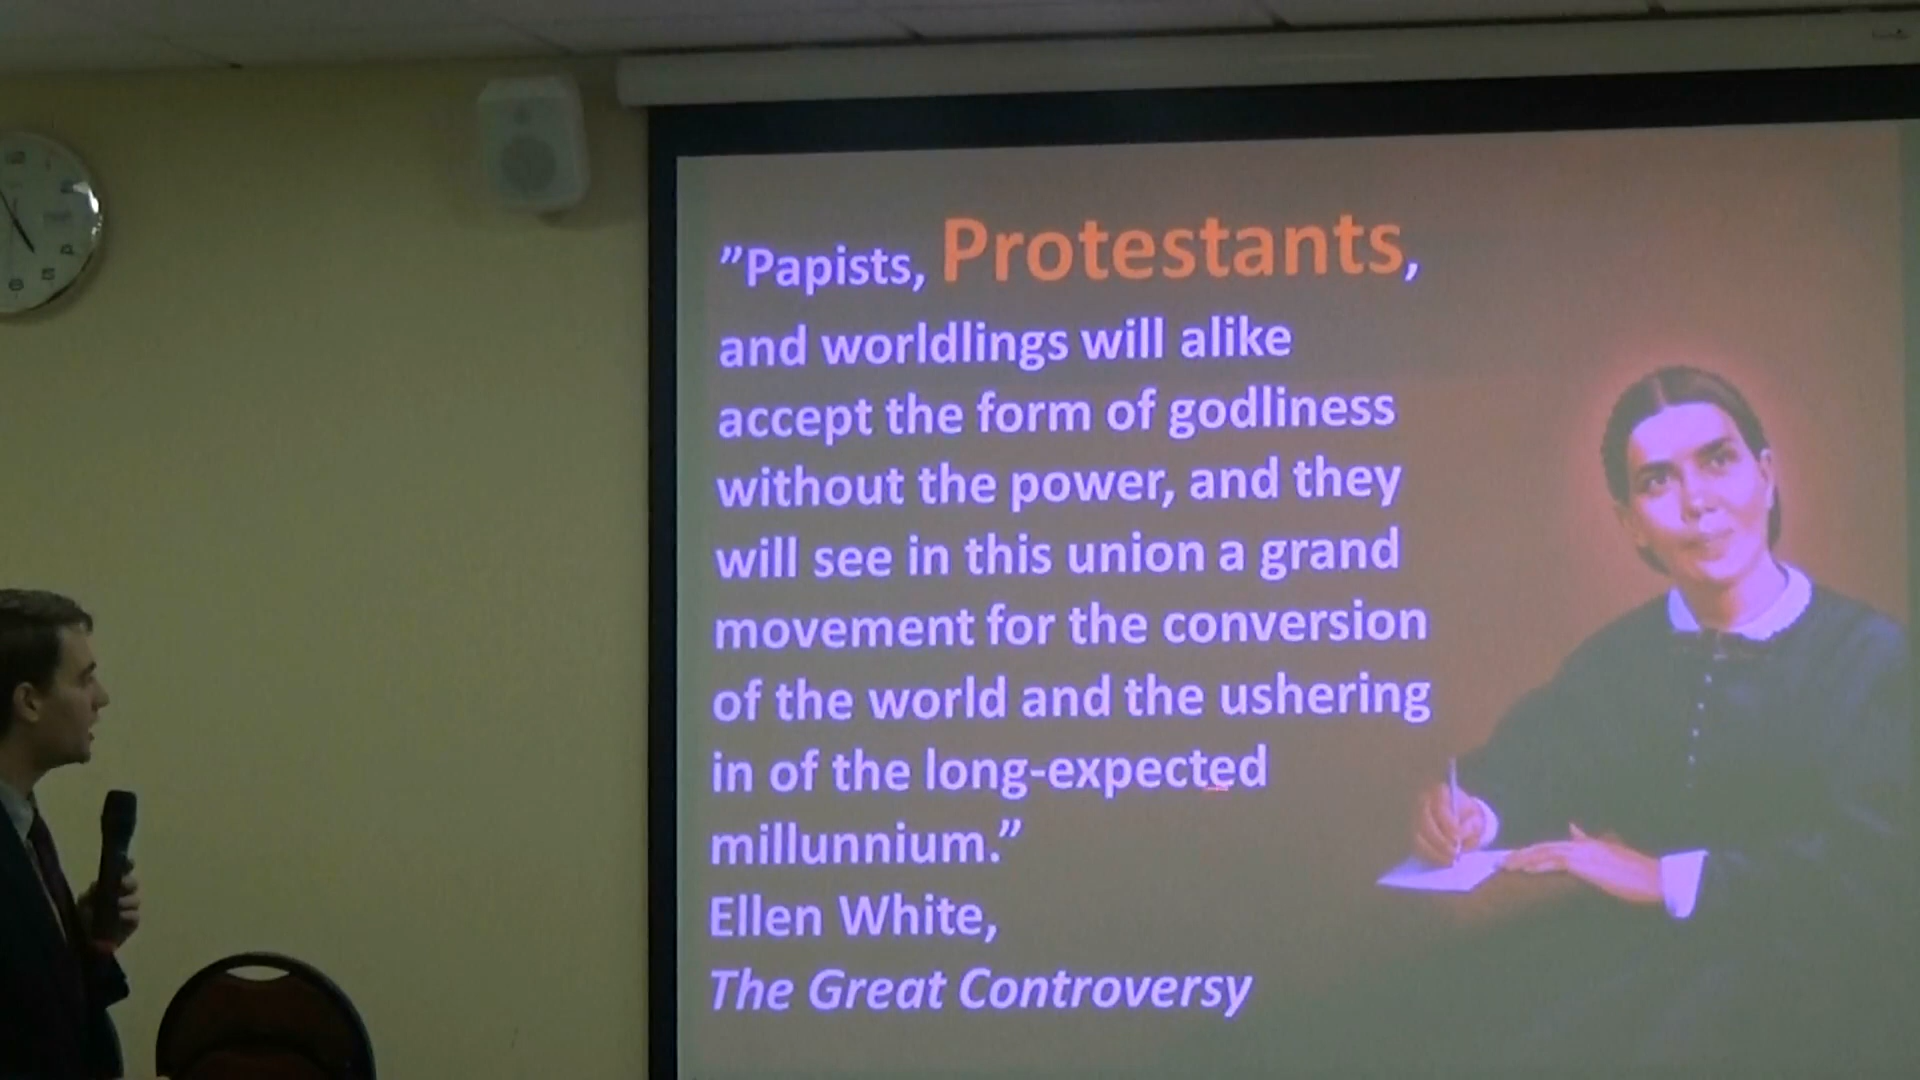 ”Papists, Protestants,
and worldlings will alike
accept the form of godliness
without the power, and they
will see in this union a grand
movement for the conversion
of the world and the ushering
in of the long-expected
millunnium.”
Ellen White,
The Great Controversy